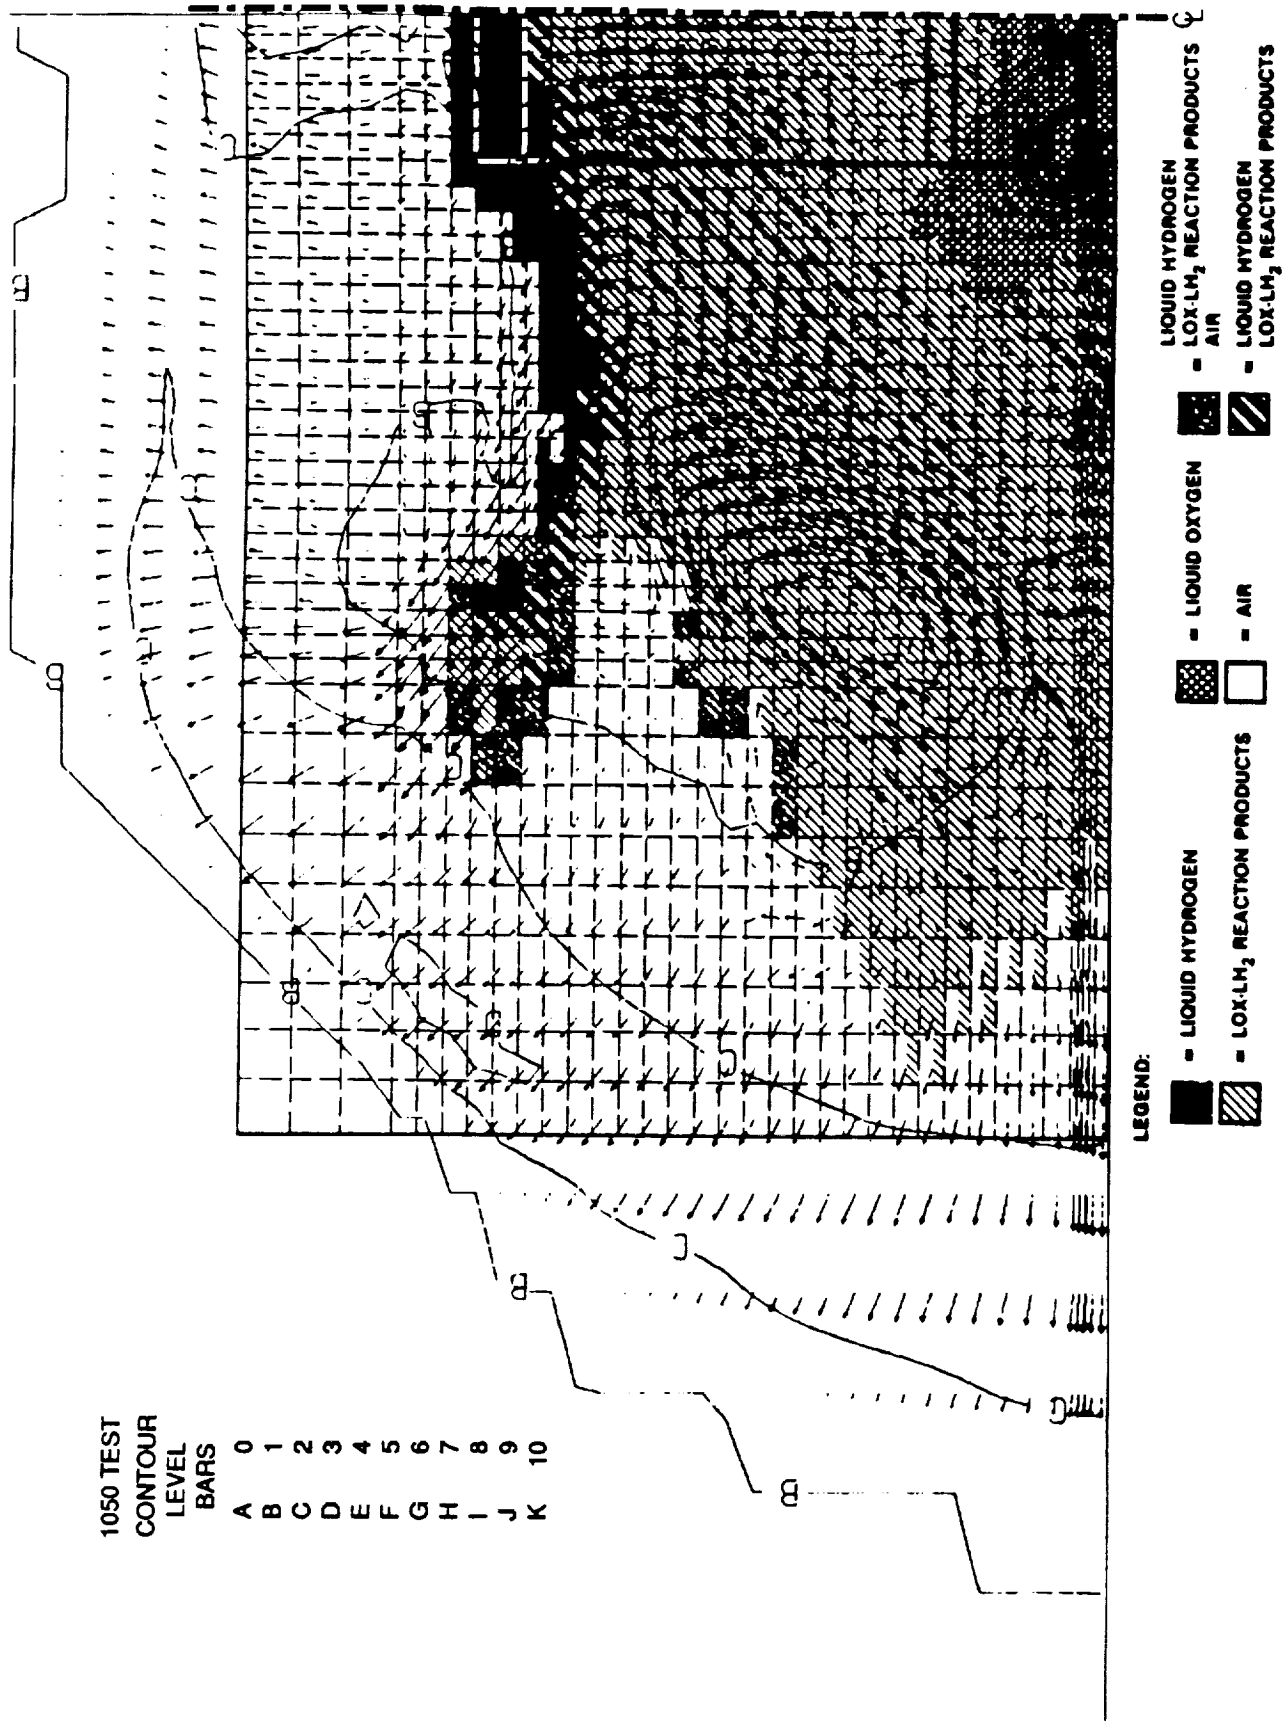 1050 TEST
CONTOUR
LEVEL
BARS
A 0
B 1
C 2
D 3
E 4
F 5
G 6
H 7
I 8
J 9
K 10
B
B
B
B
B
C
G
LEGEND:
= LIQUID HYDROGEN
= LOX-LH2 REACTION PRODUCTS
= LIQUID OXYGEN
= AIR
LIQUID HYDROGEN
= LOX-LH2 REACTION PRODUCTS
AIR
= LIQUID HYDROGEN
LOX-LH2 REACTION PRODUCTS